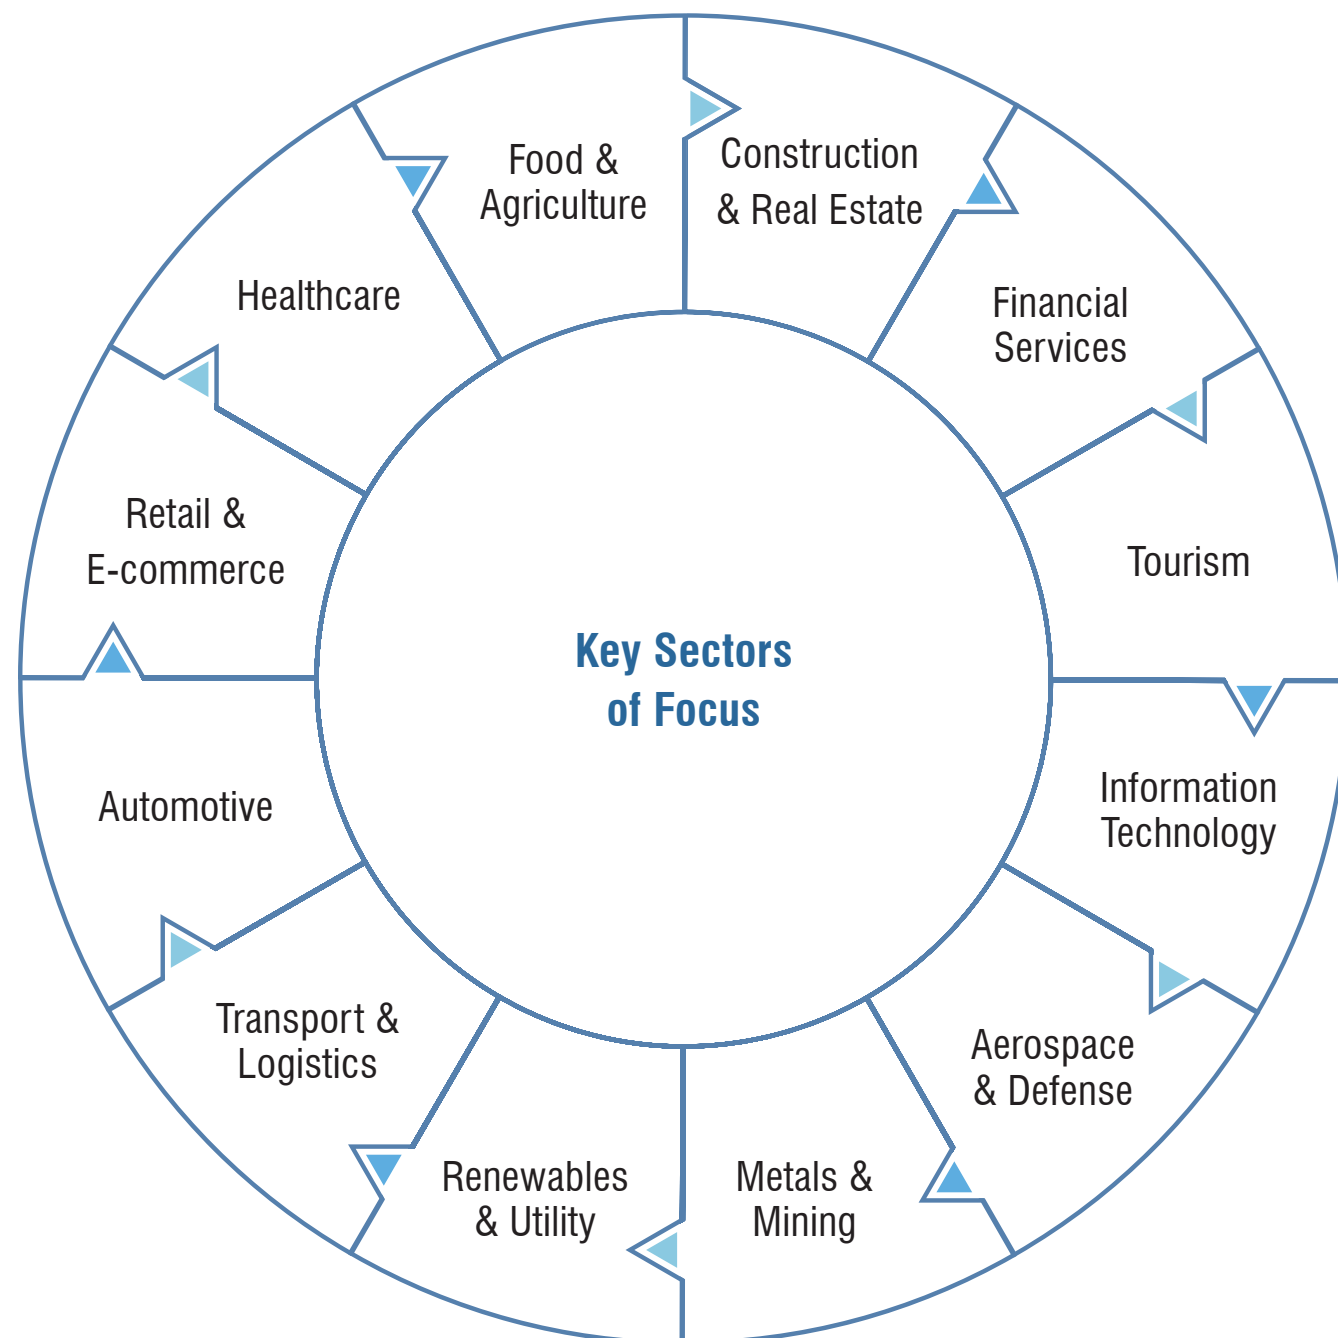 Food &
Agriculture
Construction
& Real Estate
Financial
Services
Tourism
Information
Technology
Aerospace
& Defense
Metals &
Mining
Renewables
& Utility
Transport &
Logistics
Automotive
Retail &
E-commerce
Healthcare
Key Sectors
of Focus